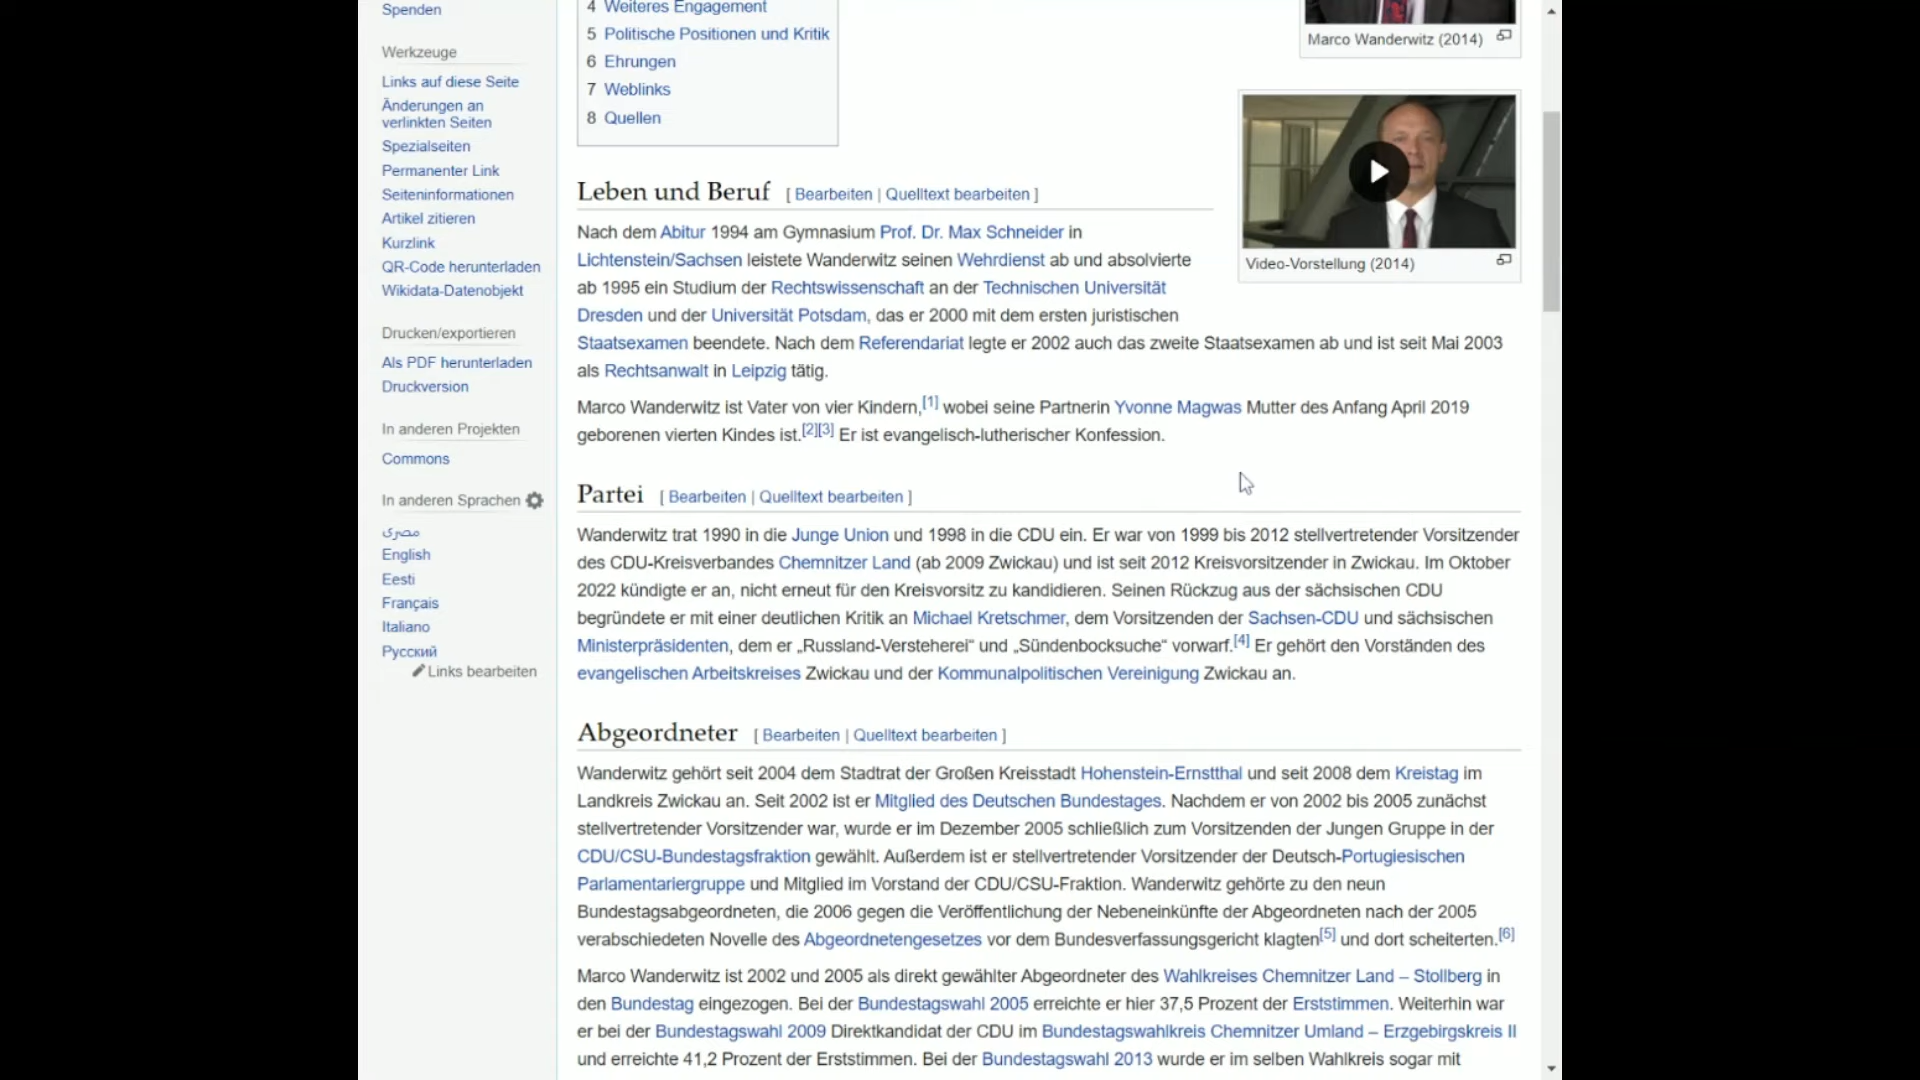 Spenden
Werkzeuge
Links auf diese Seite
Änderungen an
verlinkten Seiten
Spezialseiten
Permanenter Link
Seiteninformationen
Artikel zitieren
Kurzlink
QR-Code herunterladen
Wikidata-Datenobjekt
Drucken/exportieren
Als PDF herunterladen
Druckversion
In anderen Projekten
Commons
In anderen Sprachen
مصرى
English
Eesti
Français
Italiano
Русский
Links bearbeiten
4 Weiteres Engagement
5 Politische Positionen und Kritik
6 Ehrungen
7 Weblinks
8 Quellen
Marco Wanderwitz (2014)
Video-Vorstellung (2014)
Leben und Beruf [ Bearbeiten | Quelltext bearbeiten ]
Nach dem Abitur 1994 am Gymnasium Prof. Dr. Max Schneider in
Lichtenstein/Sachsen leistete Wanderwitz seinen Wehrdienst ab und absolvierte
ab 1995 ein Studium der Rechtswissenschaft an der Technischen Universität
Dresden und der Universität Potsdam, das er 2000 mit dem ersten juristischen
Staatsexamen beendete. Nach dem Referendariat legte er 2002 auch das zweite Staatsexamen ab und ist seit Mai 2003
als Rechtsanwalt in Leipzig tätig.
Marco Wanderwitz ist Vater von vier Kindern,[1] wobei seine Partnerin Yvonne Magwas Mutter des Anfang April 2019
geborenen vierten Kindes ist.[2][3] Er ist evangelisch-lutherischer Konfession.
Partei [ Bearbeiten | Quelltext bearbeiten ]
Wanderwitz trat 1990 in die Junge Union und 1998 in die CDU ein. Er war von 1999 bis 2012 stellvertretender Vorsitzender
des CDU-Kreisverbandes Chemnitzer Land (ab 2009 Zwickau) und ist seit 2012 Kreisvorsitzender in Zwickau. Im Oktober
2022 kündigte er an, nicht erneut für den Kreisvorsitz zu kandidieren. Seinen Rückzug aus der sächsischen CDU
begründete er mit einer deutlichen Kritik an Michael Kretschmer, dem Vorsitzenden der Sachsen-CDU und sächsischen
Ministerpräsidenten, dem er „Russland-Versteherei“ und „Sündenbocksuche“ vorwarf.[4] Er gehört den Vorständen des
evangelischen Arbeitskreises Zwickau und der Kommunalpolitischen Vereinigung Zwickau an.
Abgeordneter [ Bearbeiten | Quelltext bearbeiten ]
Wanderwitz gehört seit 2004 dem Stadtrat der Großen Kreisstadt Hohenstein-Ernstthal und seit 2008 dem Kreistag im
Landkreis Zwickau an. Seit 2002 ist er Mitglied des Deutschen Bundestages. Nachdem er von 2002 bis 2005 zunächst
stellvertretender Vorsitzender war, wurde er im Dezember 2005 schließlich zum Vorsitzenden der Jungen Gruppe in der
CDU/CSU-Bundestagsfraktion gewählt. Außerdem ist er stellvertretender Vorsitzender der Deutsch-Portugiesischen
Parlamentariergruppe und Mitglied im Vorstand der CDU/CSU-Fraktion. Wanderwitz gehörte zu den neun
Bundestagsabgeordneten, die 2006 gegen die Veröffentlichung der Nebeneinkünfte der Abgeordneten nach der 2005
verabschiedeten Novelle des Abgeordnetengesetzes vor dem Bundesverfassungsgericht klagten[5] und dort scheiterten.[6]
Marco Wanderwitz ist 2002 und 2005 als direkt gewählter Abgeordneter des Wahlkreises Chemnitzer Land – Stollberg in
den Bundestag eingezogen. Bei der Bundestagswahl 2005 erreichte er hier 37,5 Prozent der Erststimmen. Weiterhin war
er bei der Bundestagswahl 2009 Direktkandidat der CDU im Bundestagswahlkreis Chemnitzer Umland – Erzgebirgskreis II
und erreichte 41,2 Prozent der Erststimmen. Bei der Bundestagswahl 2013 wurde er im selben Wahlkreis sogar mit